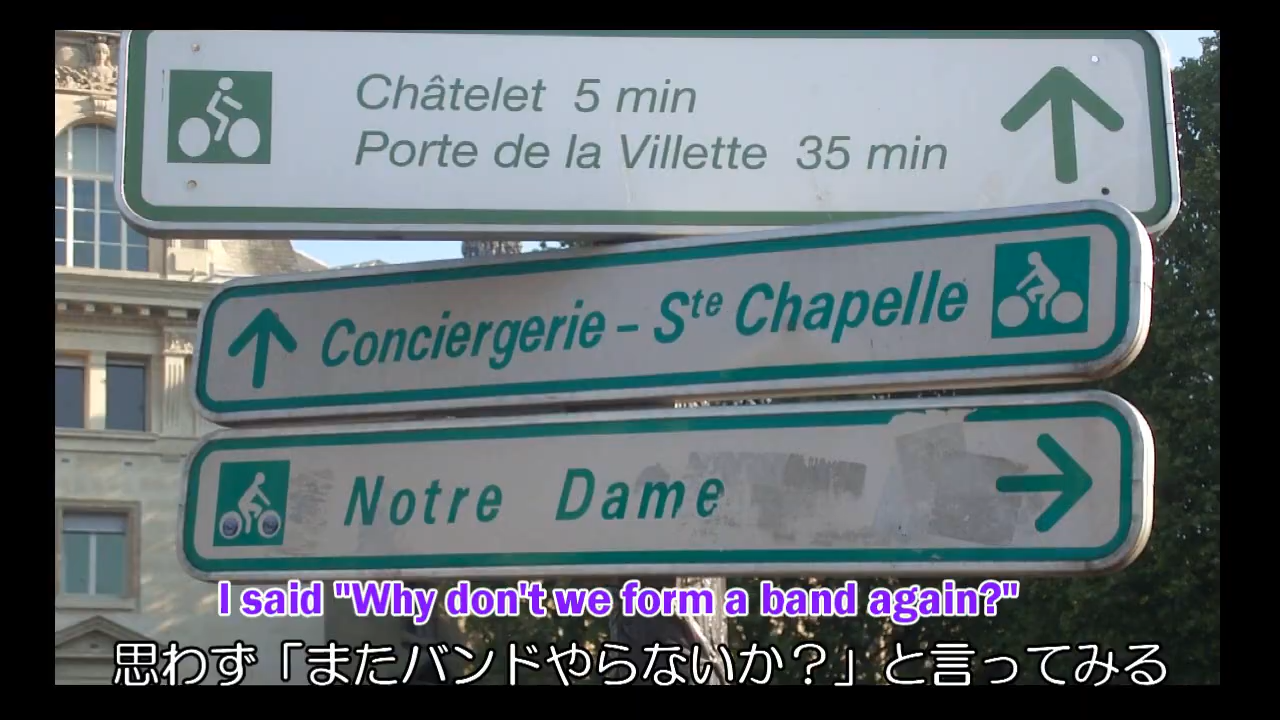 Châtelet 5 min
Porte de la Villette 35 min
Conciergerie - Ste Chapelle
Notre Dame
I said "Why don't we form a band again?"
思わず「またバンドやらないか？」と言ってみる